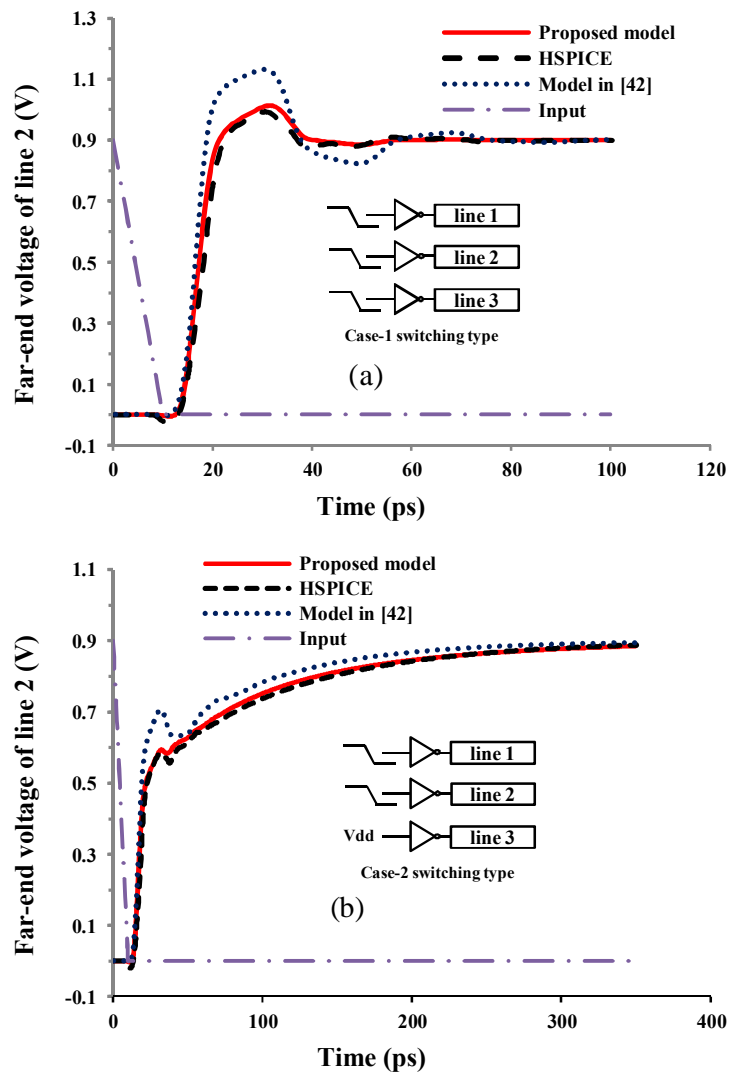 Proposed model
HSPICE
Model in [42]
Input
Far-end voltage of line 2 (V)
1.3
1.1
0.9
0.7
0.5
0.3
0.1
-0.1
line 1
line 2
line 3
Case-1 switching type
(a)
0
20
40
60
80
100
120
Time (ps)
Proposed model
HSPICE
Model in [42]
Input
Far-end voltage of line 2 (V)
1.1
0.9
0.7
0.5
0.3
0.1
-0.1
line 1
line 2
Vdd
line 3
Case-2 switching type
(b)
0
100
200
300
400
Time (ps)